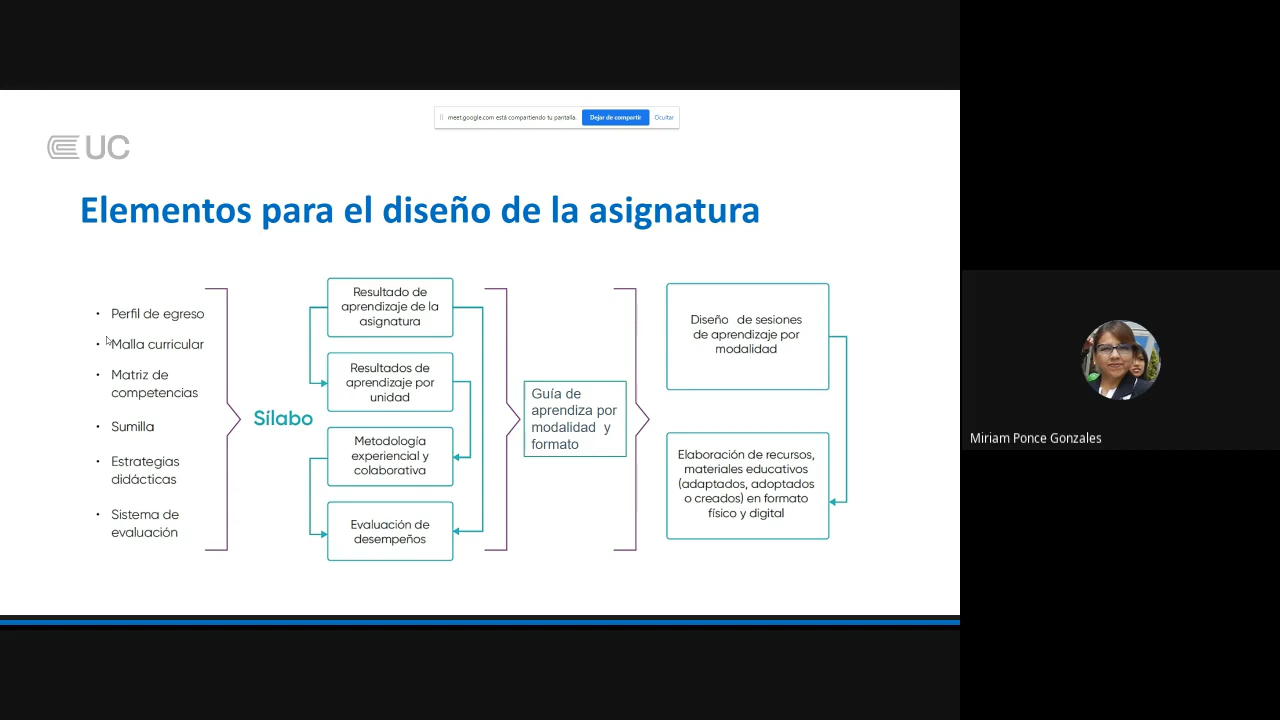 meet.google.com está compartiendo tu pantalla.
Dejar de compartir
Ocultar
UC
Elementos para el diseño de la asignatura
• Perfil de egreso
• Malla curricular
• Matriz de
competencias
• Sumilla
• Estrategias
didácticas
• Sistema de
evaluación
Sílabo
Resultado de
aprendizaje de la
asignatura
Resultados de
aprendizaje por
unidad
Metodología
experiencial y
colaborativa
Evaluación de
desempeños
Guía de
aprendiza por
modalidad y
formato
Diseño de sesiones
de aprendizaje por
modalidad
Elaboración de recursos,
materiales educativos
(adaptados, adoptados
o creados) en formato
físico y digital
Miriam Ponce Gonzales